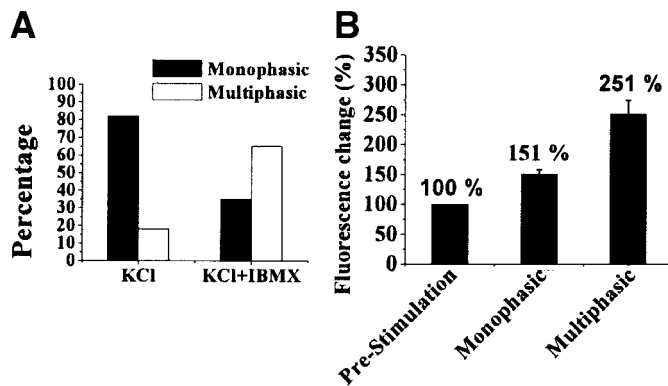 A
Monophasic
Multiphasic
Percentage
100
90
80
70
60
50
40
30
20
10
0
KCl
KCl+IBMX
B
Fluorescence change (%)
350
300
250
200
150
100
50
0
100 %
151 %
251 %
Pre-Stimulation
Monophasic
Multiphasic